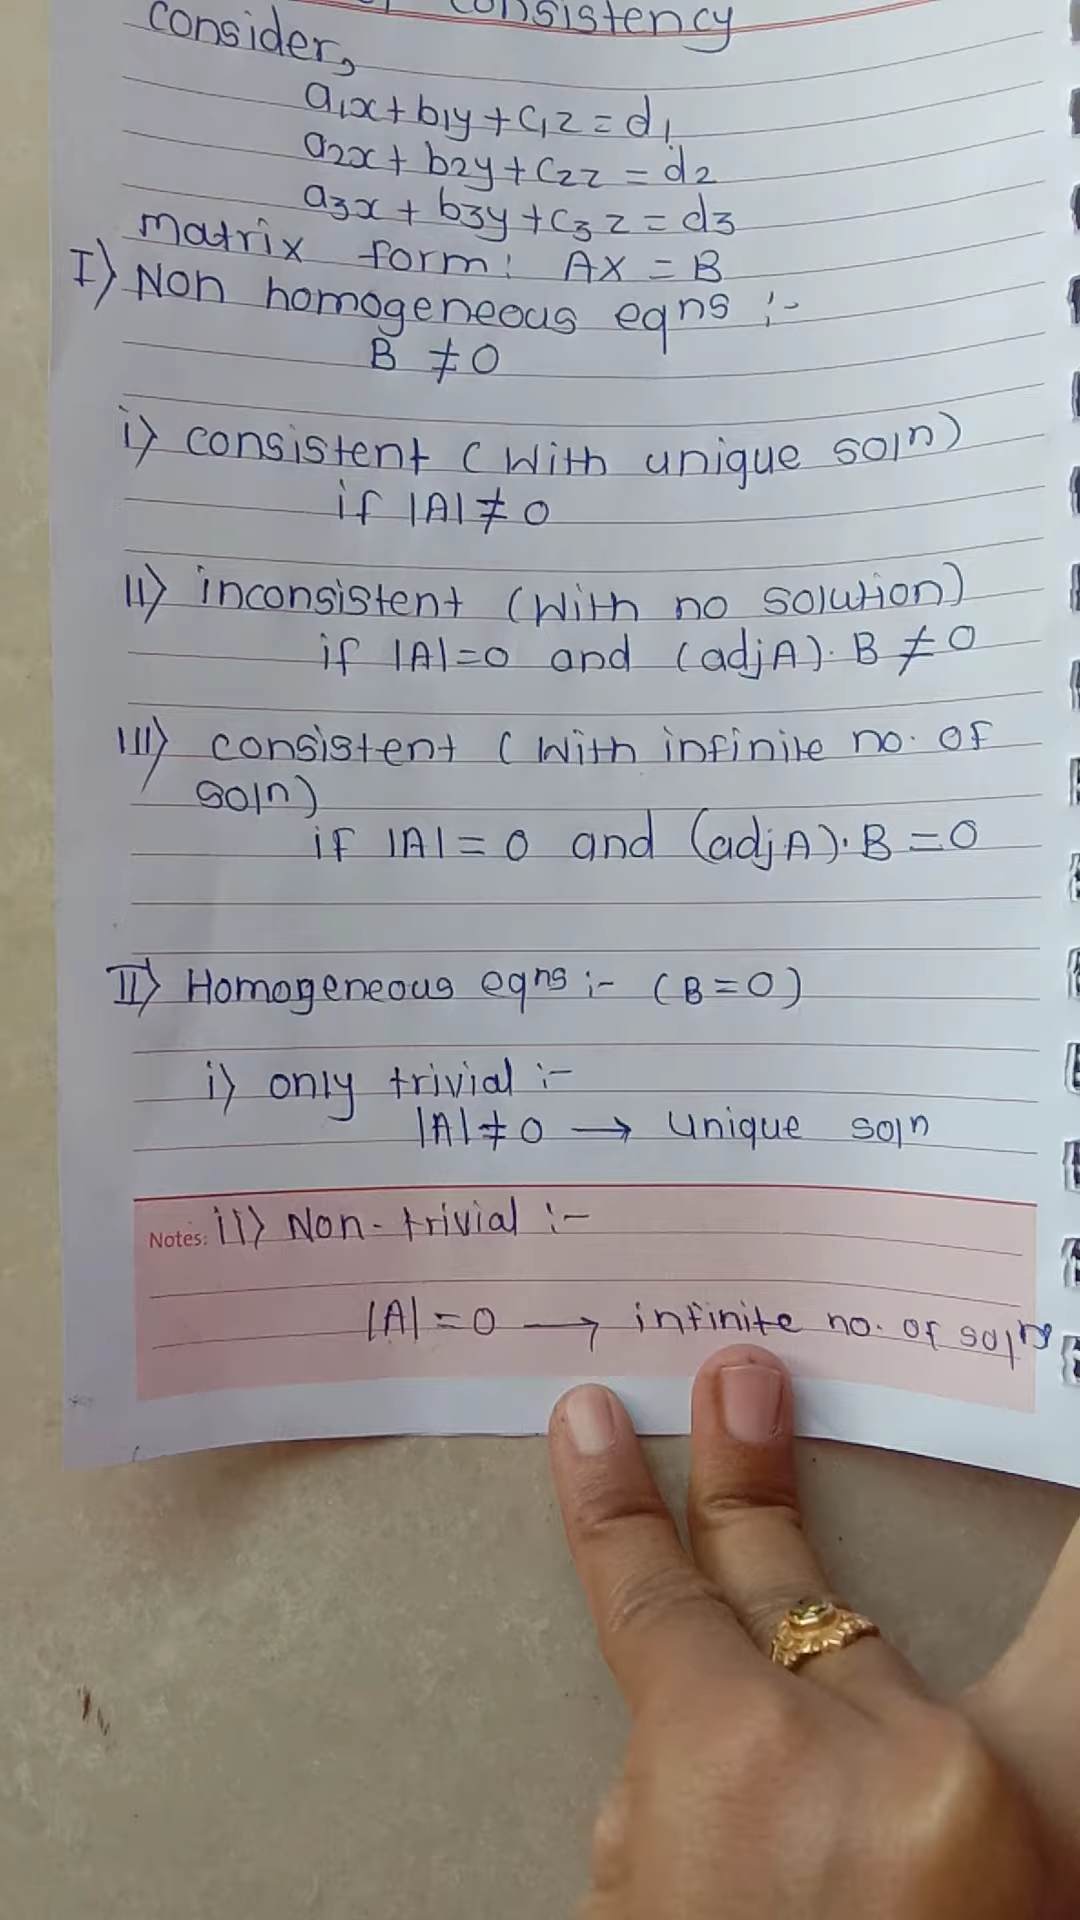 consistency
consider,
a1x + b1y + c1z = d1
a2x + b2y + c2z = d2
a3x + b3y + c3z = d3
Matrix form: AX = B
I) Non homogeneous eqns :-
B ≠ 0
i) consistent (With unique soln)
if |A| ≠ 0
II) inconsistent (With no solution)
if |A|=0 and (adjA). B ≠ 0
III) consistent (With infinite no. of
soln)
if |A| = 0 and (adjA). B = 0
II) Homogeneous eqns :- (B=0)
i) only trivial :-
|A| ≠ 0 → unique soln
Notes: ii) Non-trivial :-
|A| = 0 → infinite no. of solns